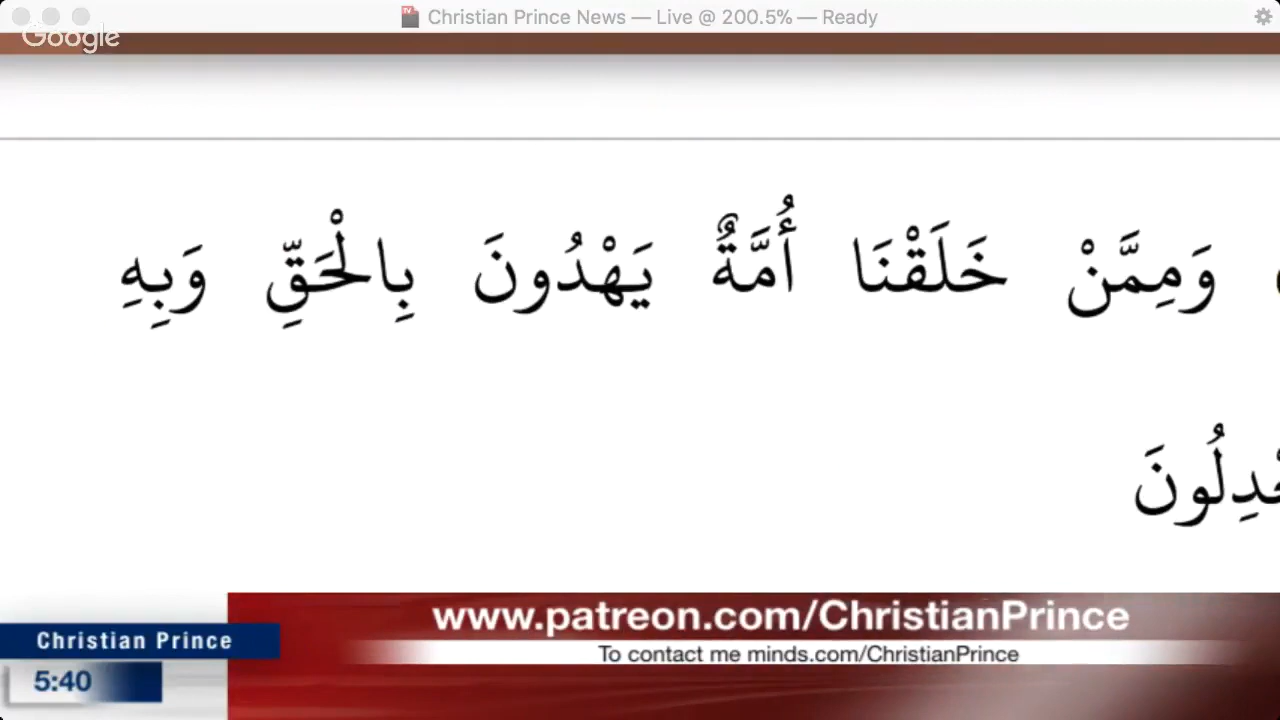 Christian Prince News — Live @ 200.5% — Ready
Google
وَمِمَّنْ خَلَقْنَا أُمَّةٌ يَهْدُونَ بِالْحَقِّ وَبِهِ
www.patreon.com/ChristianPrince
Christian Prince
To contact me minds.com/ChristianPrince
5:40